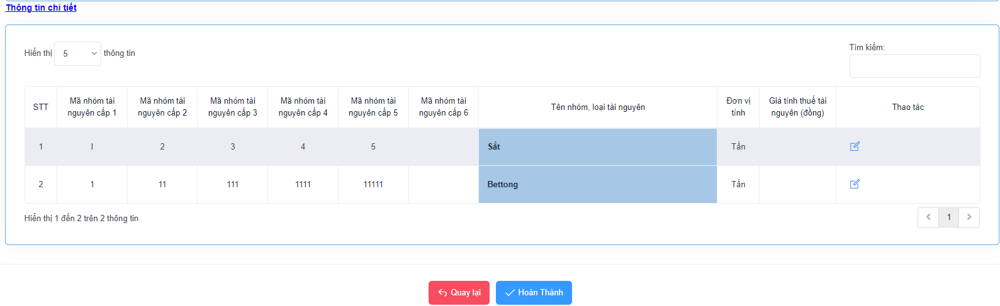 Thông tin chi tiết
Hiển thị 5 thông tin
Tìm kiếm:
STT Mã nhóm tài nguyên cấp 1 Mã nhóm tài nguyên cấp 2 Mã nhóm tài nguyên cấp 3 Mã nhóm tài nguyên cấp 4 Mã nhóm tài nguyên cấp 5 Mã nhóm tài nguyên cấp 6 Tên nhóm, loại tài nguyên Đơn vị tính Giá tính thuế tài nguyên (đồng) Thao tác
1 I 2 3 4 5 Sắt Tấn
2 1 11 111 1111 11111 Bettong Tấn
Hiển thị 1 đến 2 trên 2 thông tin
1
Quay lại Hoàn Thành